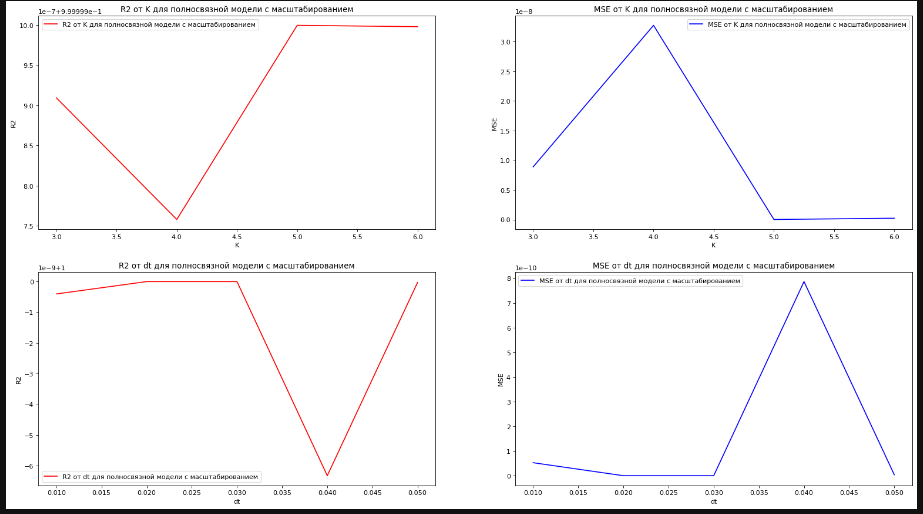 R2 от K для полносвязной модели с масштабированием
1e−7+9.99999e−1
R2 от K для полносвязной модели с масштабированием
10.0
9.5
9.0
8.5
8.0
7.5
R2
3.0 3.5 4.0 4.5 5.0 5.5 6.0
K
MSE от K для полносвязной модели с масштабированием
1e−8
MSE от K для полносвязной модели с масштабированием
3.0
2.5
2.0
1.5
1.0
0.5
0.0
MSE
3.0 3.5 4.0 4.5 5.0 5.5 6.0
K
R2 от dt для полносвязной модели с масштабированием
1e−9+1
0
−1
−2
−3
−4
−5
−6
R2
R2 от dt для полносвязной модели с масштабированием
0.010 0.015 0.020 0.025 0.030 0.035 0.040 0.045 0.050
dt
MSE от dt для полносвязной модели с масштабированием
1e−10
MSE от dt для полносвязной модели с масштабированием
8
7
6
5
4
3
2
1
0
MSE
0.010 0.015 0.020 0.025 0.030 0.035 0.040 0.045 0.050
dt